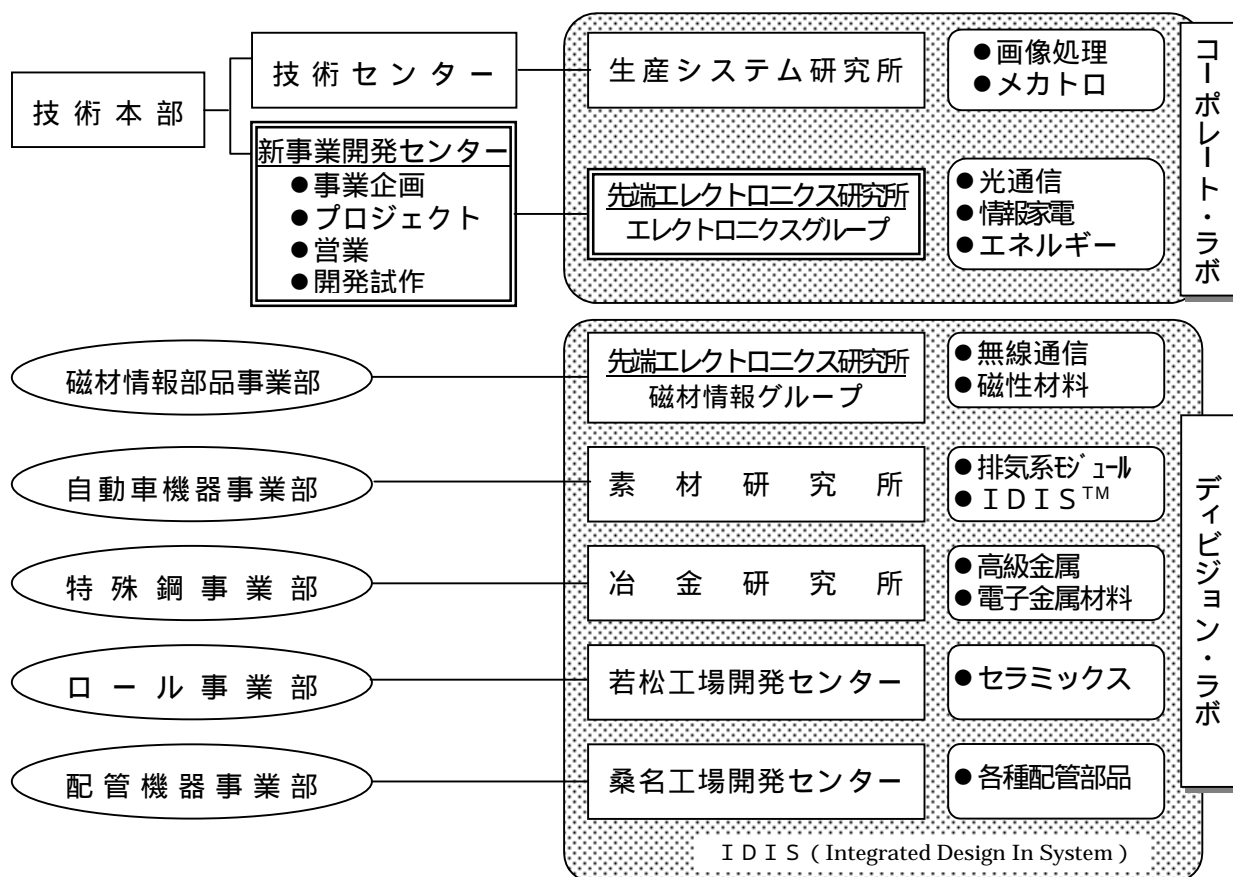 技術本部
技術センター
新事業開発センター
●事業企画
●プロジェクト
●営業
●開発試作
生産システム研究所
●画像処理
●メカトロ
先端エレクトロニクス研究所
エレクトロニクスグループ
●光通信
●情報家電
●エネルギー
コーポレート・ラボ
磁材情報部品事業部
先端エレクトロニクス研究所
磁材情報グループ
●無線通信
●磁性材料
自動車機器事業部
素材研究所
●排気系ﾓｼﾞｭｰﾙ
●ＩＤＩＳ™
特殊鋼事業部
冶金研究所
●高級金属
●電子金属材料
ロール事業部
若松工場開発センター
●セラミックス
配管機器事業部
桑名工場開発センター
●各種配管部品
ディビジョン・ラボ
ＩＤＩＳ（Integrated Design In System）